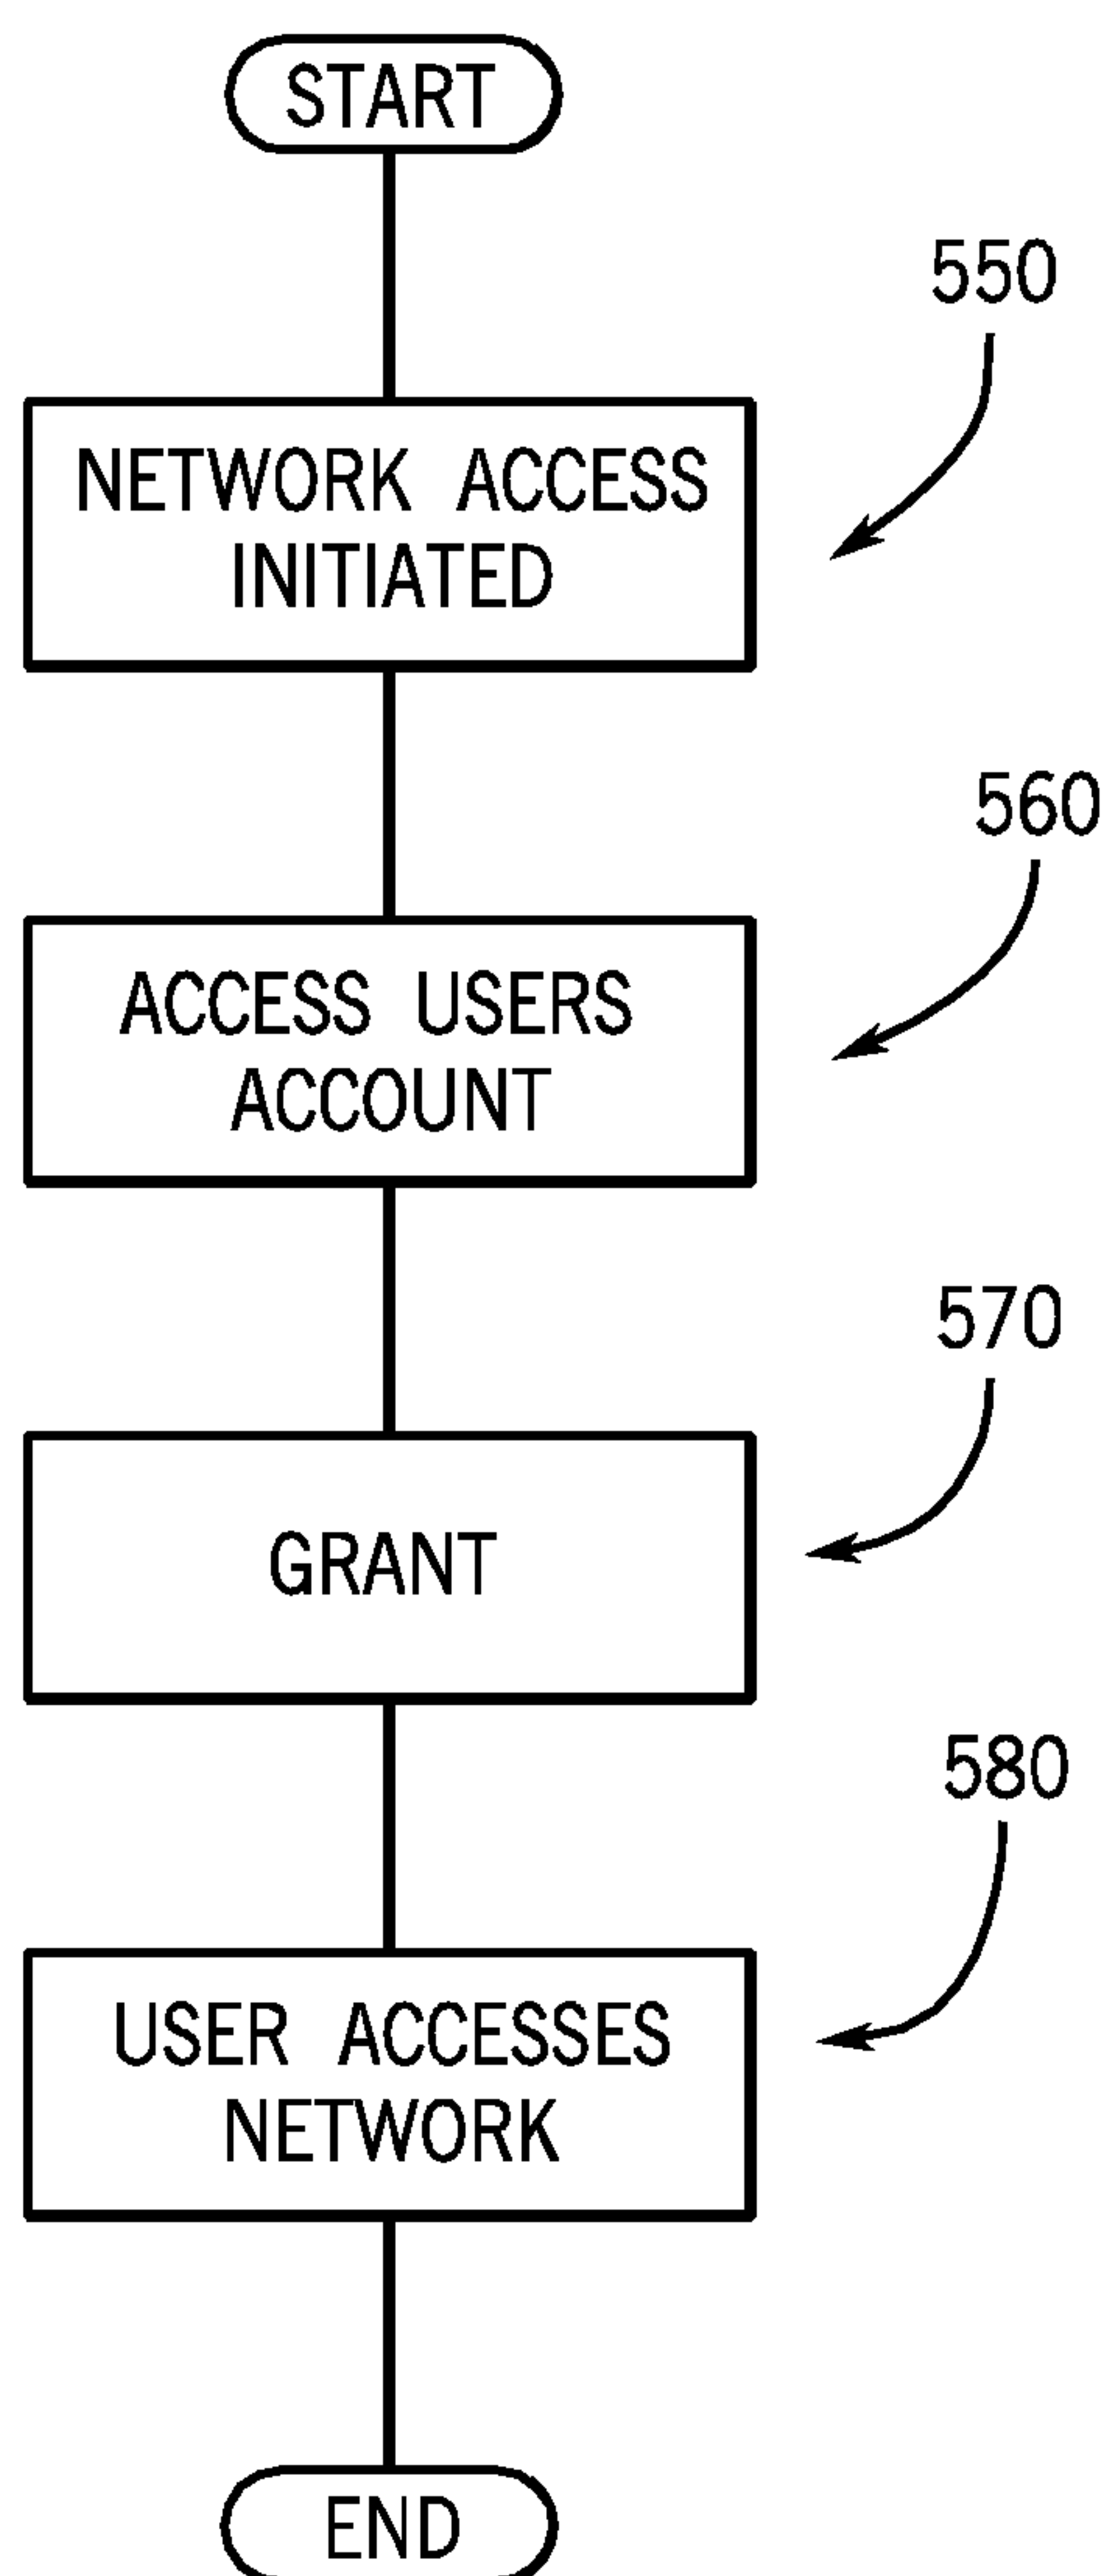 START
550
NETWORK ACCESS
INITIATED
560
ACCESS USERS
ACCOUNT
570
GRANT
580
USER ACCESSES
NETWORK
END